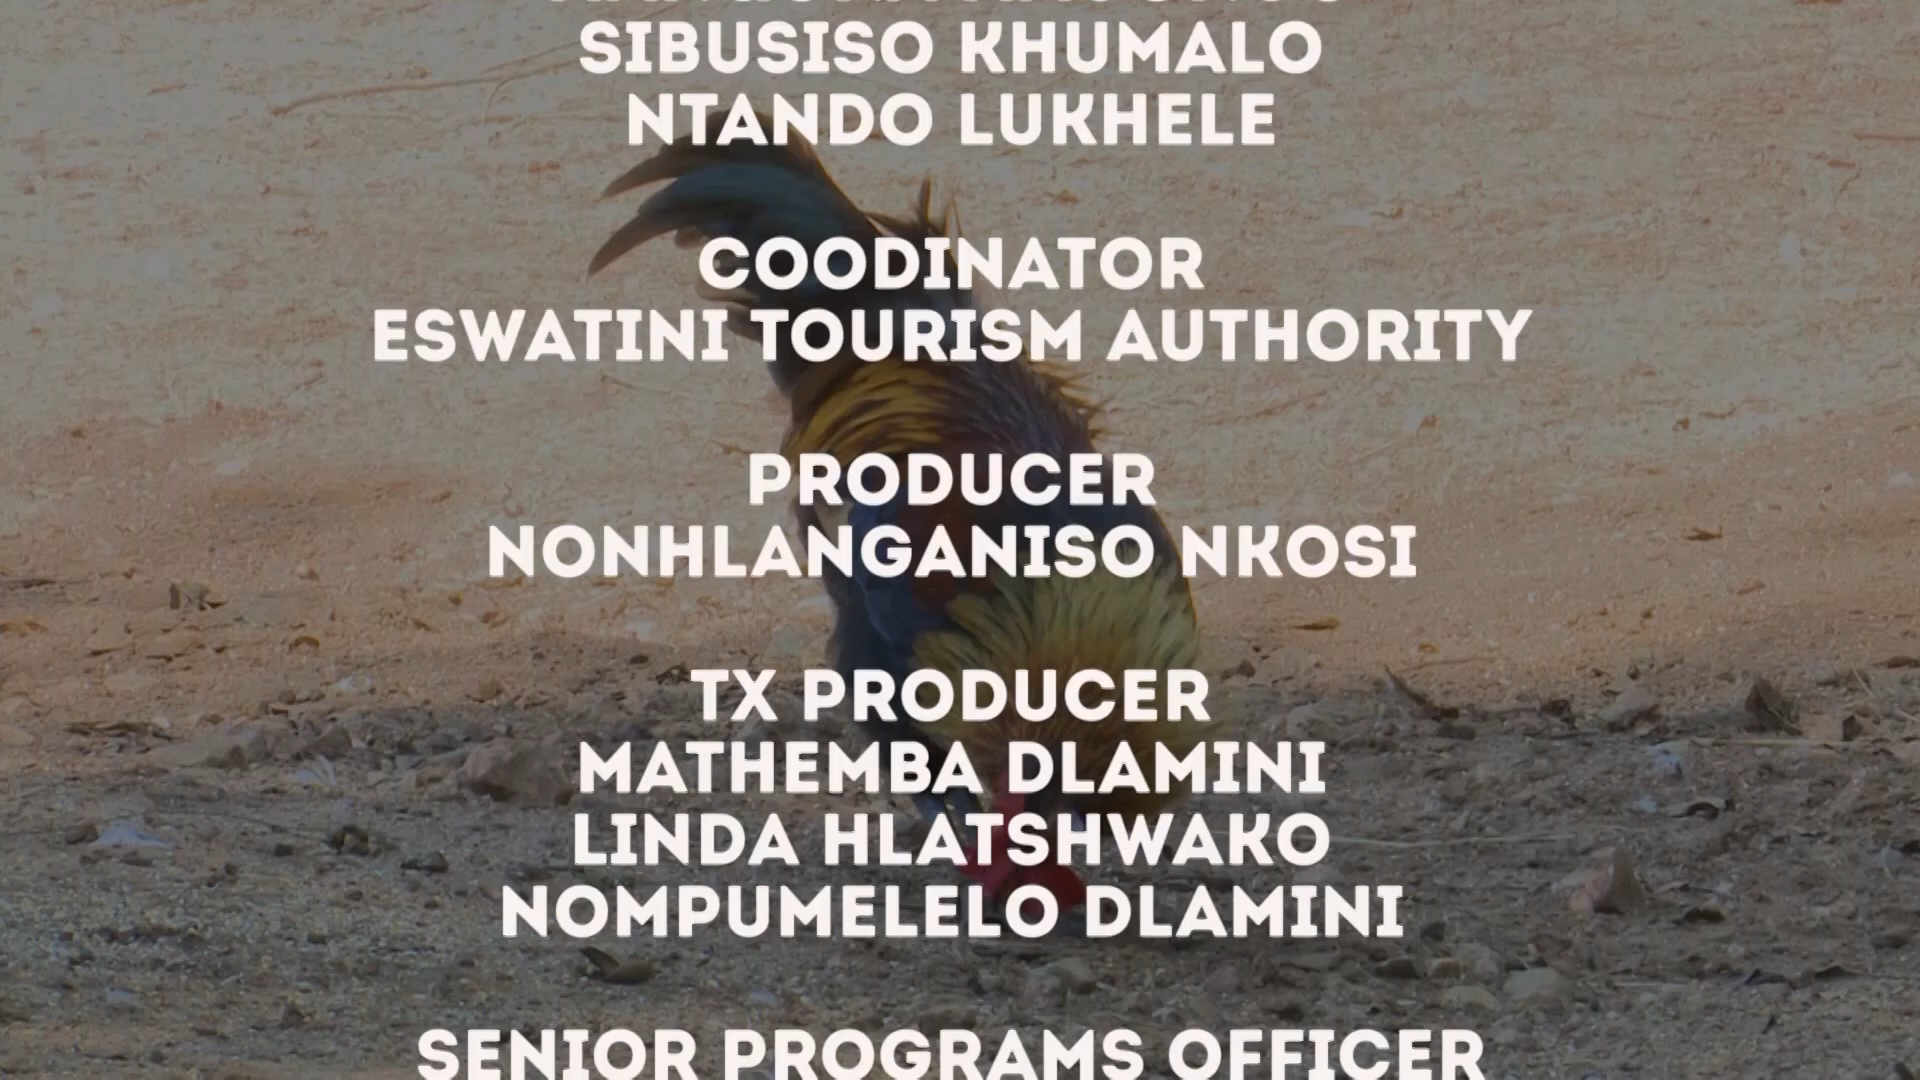 SIBUSISO KHUMALO
NTANDO LUKHELE
COODINATOR
ESWATINI TOURISM AUTHORITY
PRODUCER
NONHLANGANISO NKOSI
TX PRODUCER
MATHEMBA DLAMINI
LINDA HLATSHWAKO
NOMPUMELELO DLAMINI
SENIOR PROGRAMS OFFICER